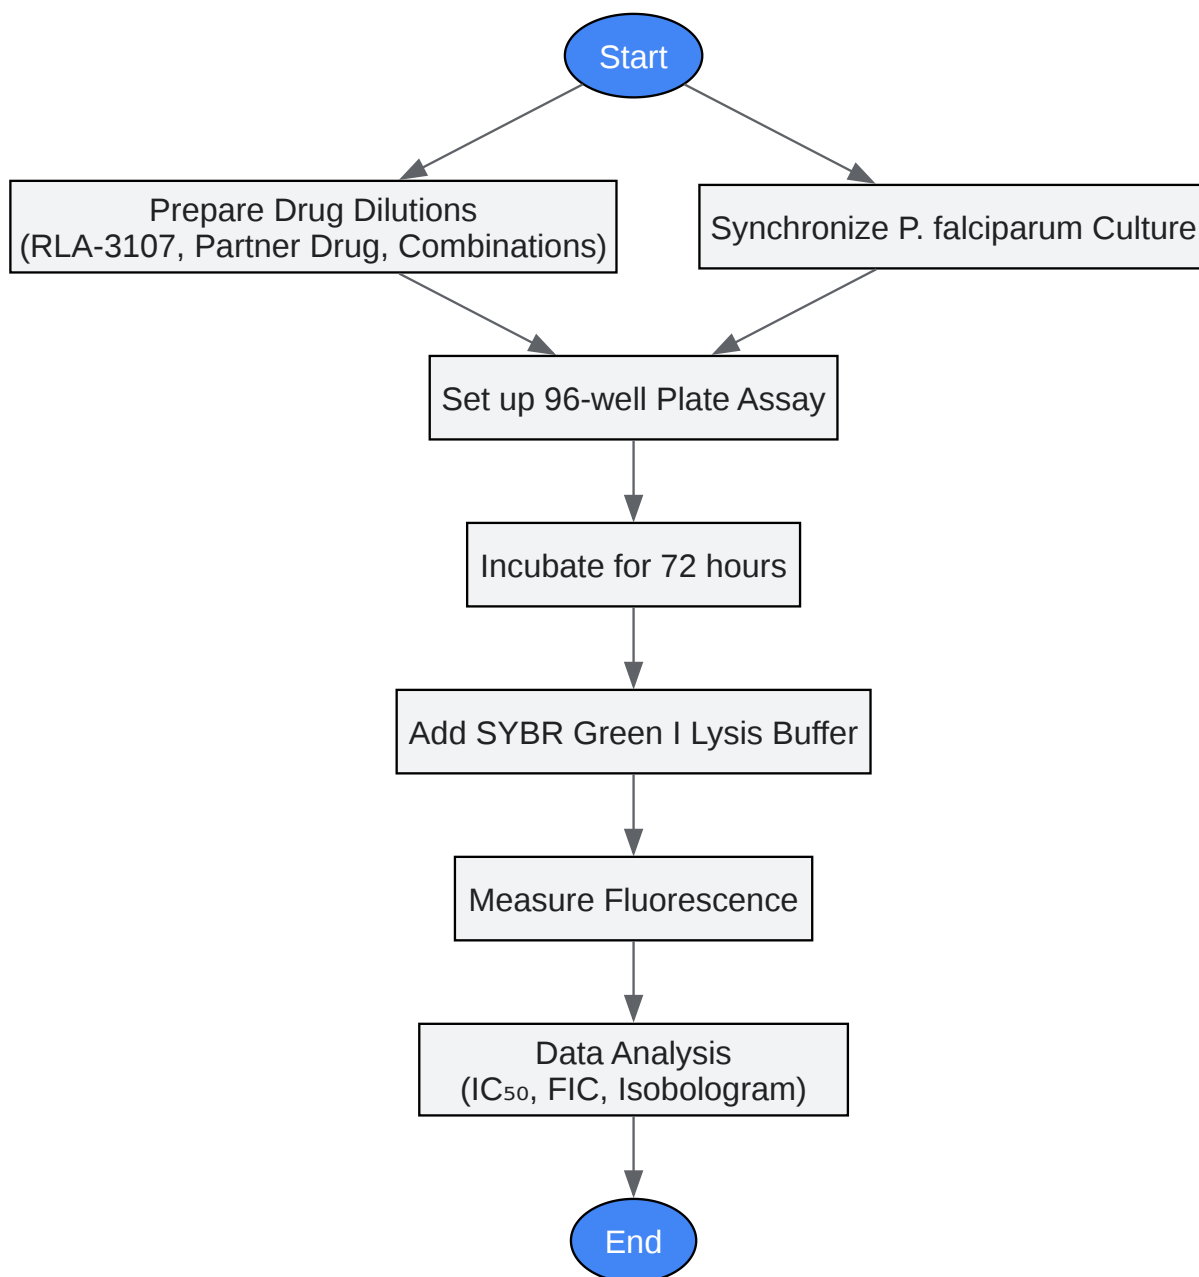 Start
Prepare Drug Dilutions
(RLA-3107, Partner Drug, Combinations)
Synchronize P. falciparum Culture
Set up 96-well Plate Assay
Incubate for 72 hours
Add SYBR Green I Lysis Buffer
Measure Fluorescence
Data Analysis
(IC₅₀, FIC, Isobologram)
End